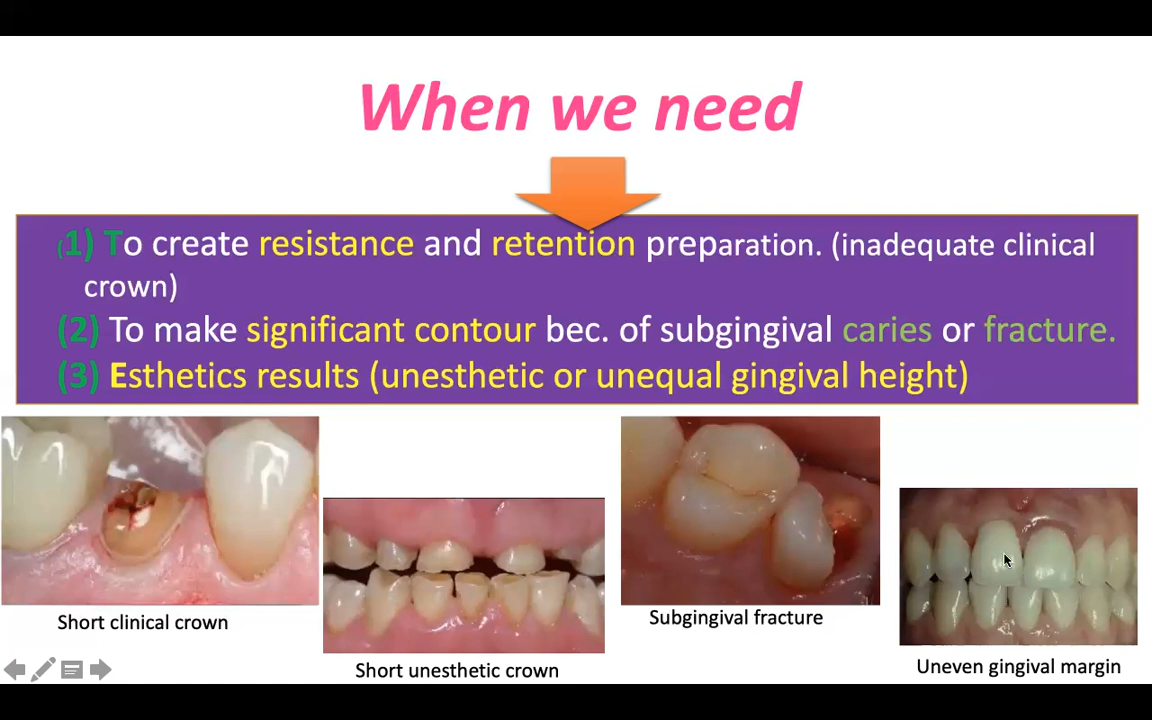 When we need
(1) To create resistance and retention preparation. (inadequate clinical
crown)
(2) To make significant contour bec. of subgingival caries or fracture.
(3) Esthetics results (unesthetic or unequal gingival height)
Short clinical crown
Short unesthetic crown
Subgingival fracture
Uneven gingival margin